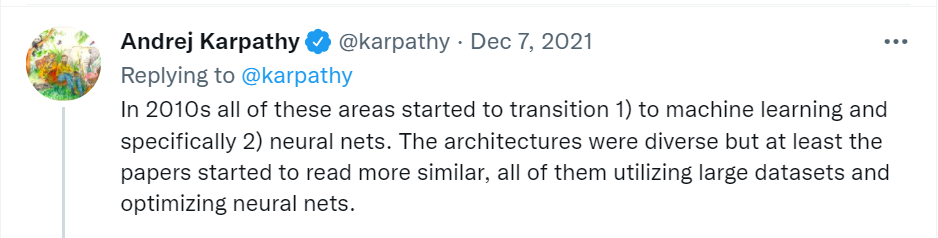 Andrej Karpathy @karpathy · Dec 7, 2021
Replying to @karpathy
In 2010s all of these areas started to transition 1) to machine learning and
specifically 2) neural nets. The architectures were diverse but at least the
papers started to read more similar, all of them utilizing large datasets and
optimizing neural nets.